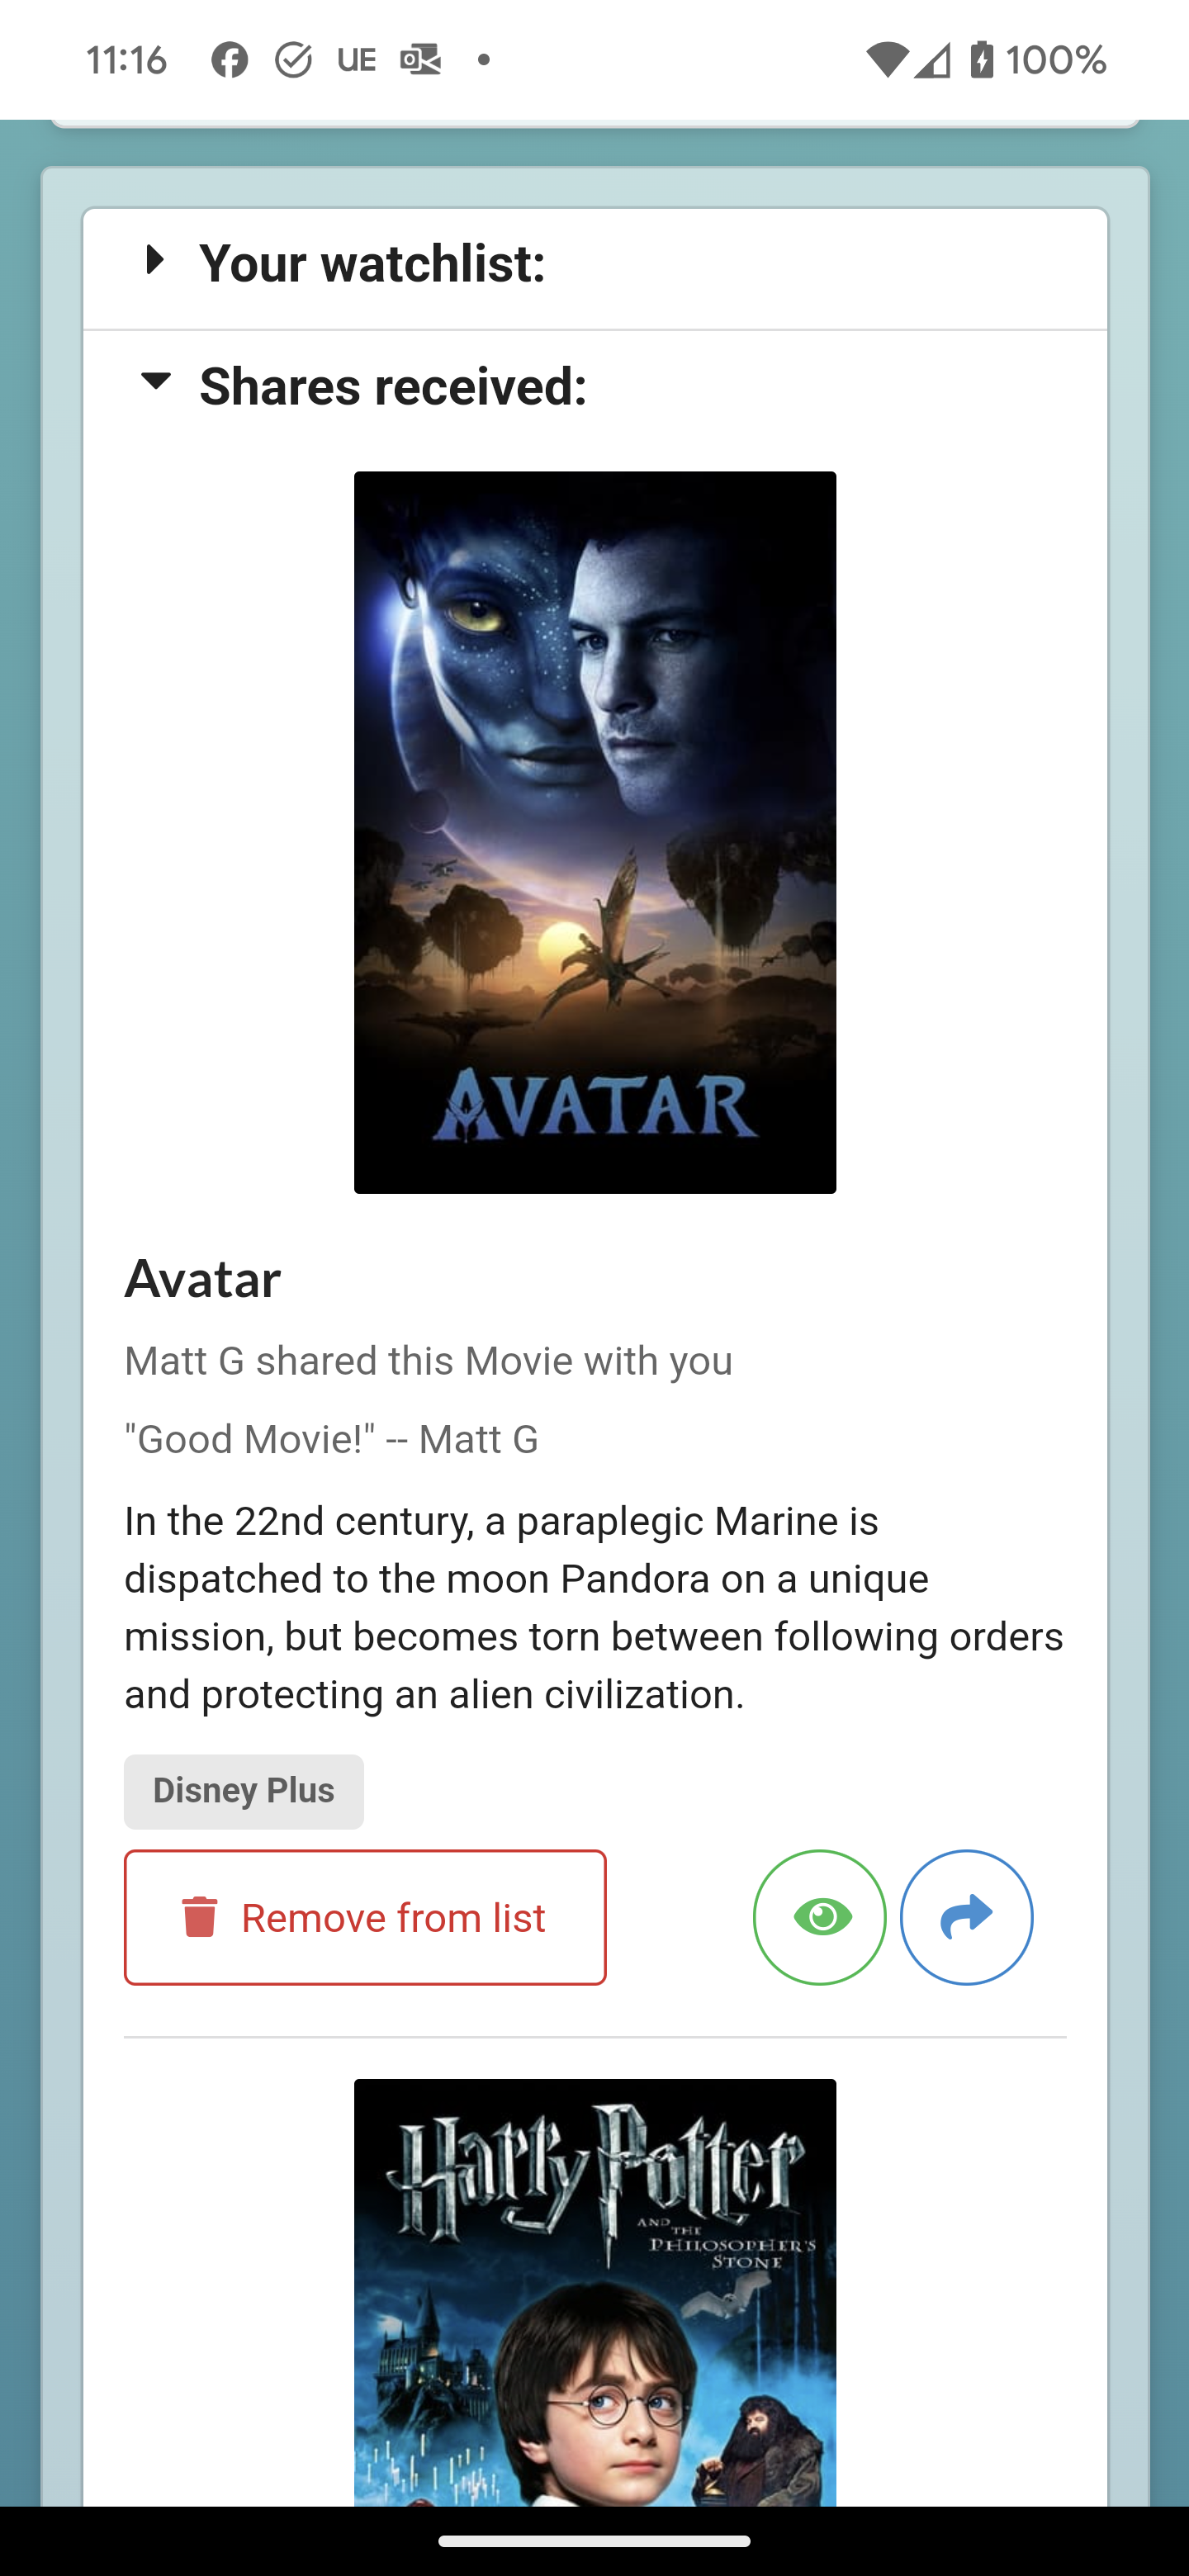 11:16 UE 100%
Your watchlist:
Shares received:
AVATAR
Avatar
Matt G shared this Movie with you
"Good Movie!" -- Matt G
In the 22nd century, a paraplegic Marine is
dispatched to the moon Pandora on a unique
mission, but becomes torn between following orders
and protecting an alien civilization.
Disney Plus
Remove from list
Harry Potter
AND THE
PHILOSOPHER'S
STONE